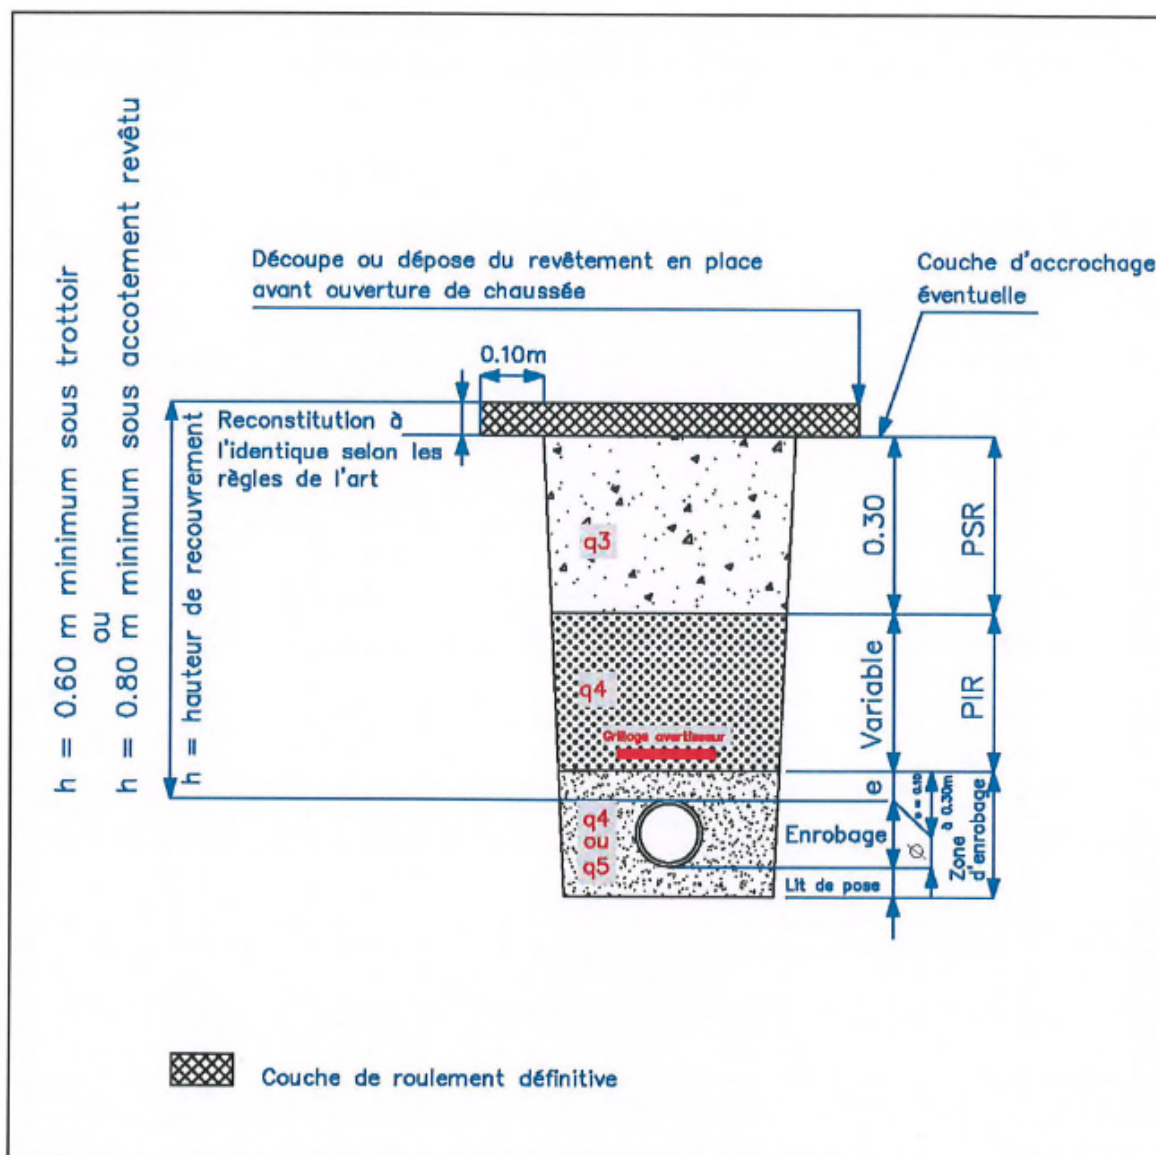 h = 0.60 m minimum sous trottoir
ou
h = 0.80 m minimum sous accotement revêtu
h = hauteur de recouvrement
Découpe ou dépose du revêtement en place
avant ouverture de chaussée
Couche d'accrochage
éventuelle
0.10m
Reconstitution à
l'identique selon les
règles de l'art
q3
0.30
PSR
q4
Grillage avertisseur
Variable
PIR
q4
ou
q5
e
e = 0.10
à 0.30m
Enrobage
Ø
Zone
d'enrobage
Lit de pose
Couche de roulement définitive